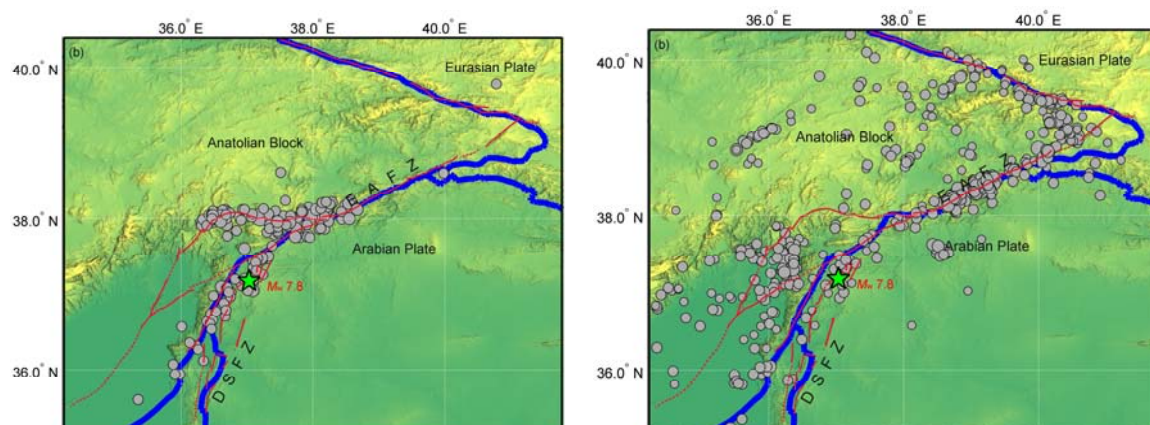 36.0° E
38.0°
40.0°
(b)
Eurasian Plate
40.0°
Anatolian Block
E A F Z
38.0°
N
Arabian Plate
Mw 7.8
36.0°
N
D S F Z
36.0° E
38.0°
40.0°
(b)
Eurasian Plate
40.0°
Anatolian Block
E A F Z
38.0°
N
Arabian Plate
Mw 7.8
36.0°
N
D S F Z